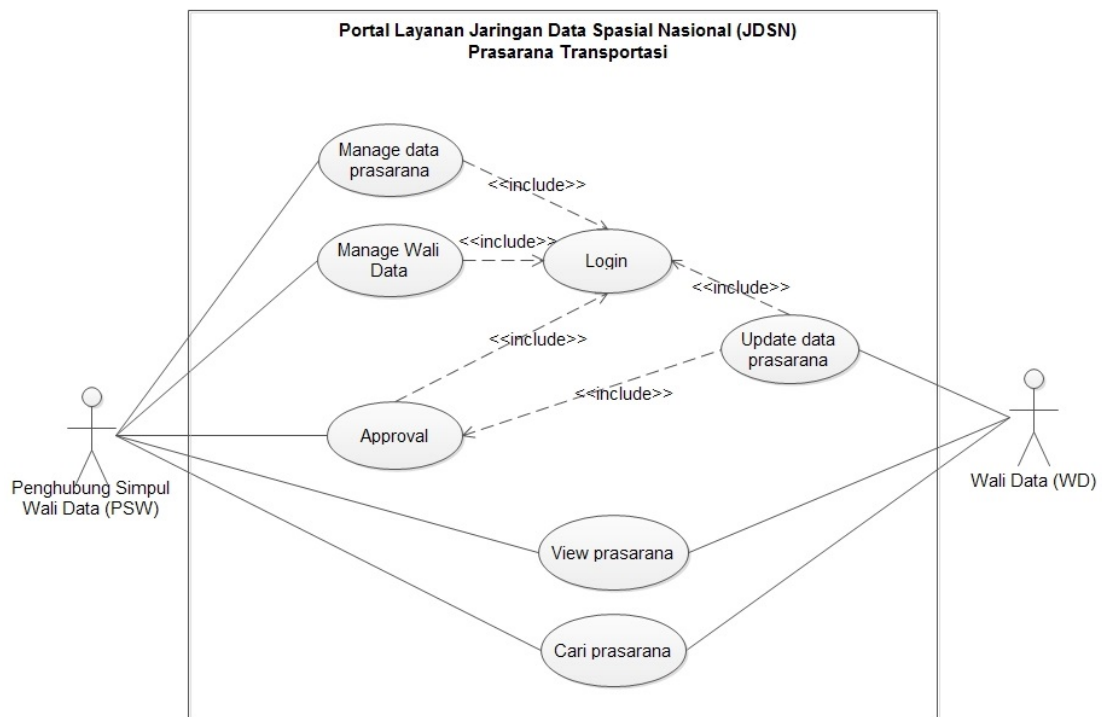 Portal Layanan Jaringan Data Spasial Nasional (JDSN)
Prasarana Transportasi
Manage data
prasarana
<<include>>
Manage Wali
Data
<<include>>
Login
<<include>>
<<include>>
Update data
prasarana
<<include>>
Approval
Penghubung Simpul
Wali Data (PSW)
Wali Data (WD)
View prasarana
Cari prasarana